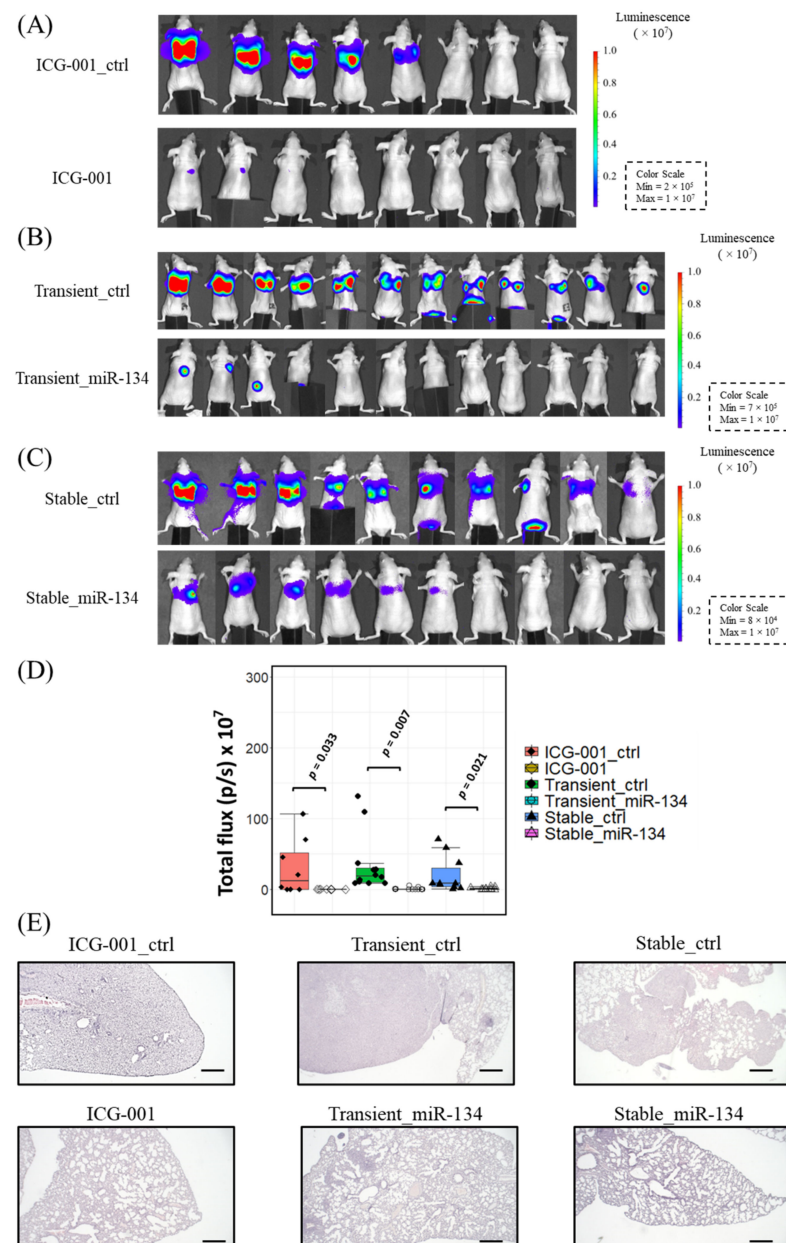 (A)
Luminescence
(× 10⁷)
ICG-001_ctrl
1.0
0.8
0.6
0.4
0.2
ICG-001
Color Scale
Min = 2 × 10⁵
Max = 1 × 10⁷
(B)
Luminescence
(× 10⁷)
Transient_ctrl
1.0
0.8
0.6
0.4
0.2
Transient_miR-134
Color Scale
Min = 7 × 10⁵
Max = 1 × 10⁷
(C)
Luminescence
(× 10⁷)
Stable_ctrl
1.0
0.8
0.6
0.4
0.2
Stable_miR-134
Color Scale
Min = 8 × 10⁴
Max = 1 × 10⁷
(D)
Total flux (p/s) x 10⁷
300
200
100
0
p = 0.033
p = 0.007
p = 0.021
ICG-001_ctrl
ICG-001
Transient_ctrl
Transient_miR-134
Stable_ctrl
Stable_miR-134
(E)
ICG-001_ctrl
Transient_ctrl
Stable_ctrl
ICG-001
Transient_miR-134
Stable_miR-134